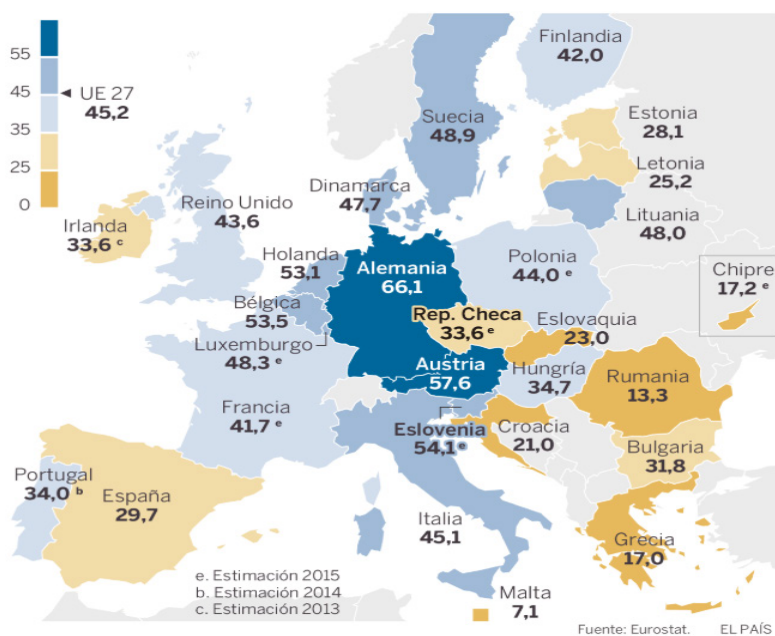 55
45
35
25
0
UE 27
45,2
Finlandia
42,0
Suecia
48,9
Estonia
28,1
Letonia
25,2
Lituania
48,0
Dinamarca
47,7
Reino Unido
43,6
Irlanda
33,6 c
Holanda
53,1
Alemania
66,1
Polonia
44,0 e
Chipre
17,2 e
Bélgica
53,5
Rep. Checa
33,6 e
Eslovaquia
23,0
Luxemburgo
48,3 e
Austria
57,6
Hungría
34,7
Rumania
13,3
Francia
41,7 e
Eslovenia
54,1 e
Croacia
21,0
Bulgaria
31,8
Portugal
34,0 b
España
29,7
Italia
45,1
Grecia
17,0
Malta
7,1
e. Estimación 2015
b. Estimación 2014
c. Estimación 2013
Fuente: Eurostat. EL PAÍS